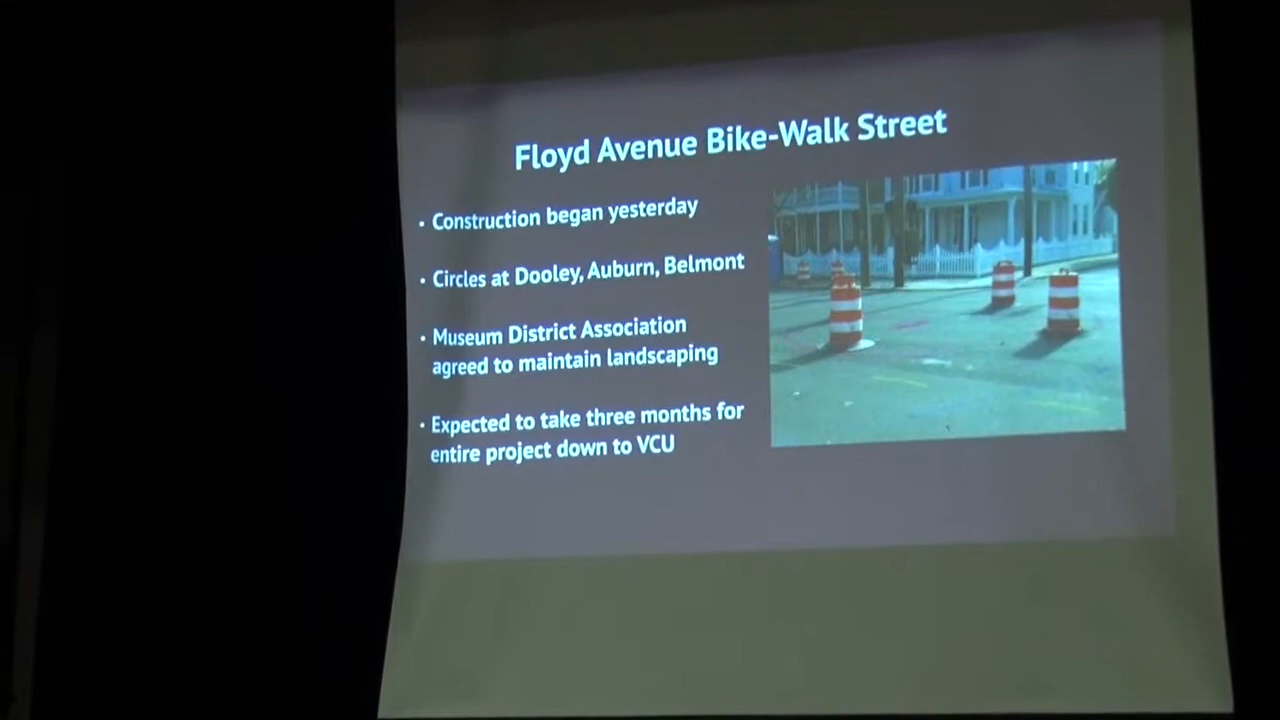 Floyd Avenue Bike-Walk Street
• Construction began yesterday
• Circles at Dooley, Auburn, Belmont
• Museum District Association
agreed to maintain landscaping
• Expected to take three months for
entire project down to VCU